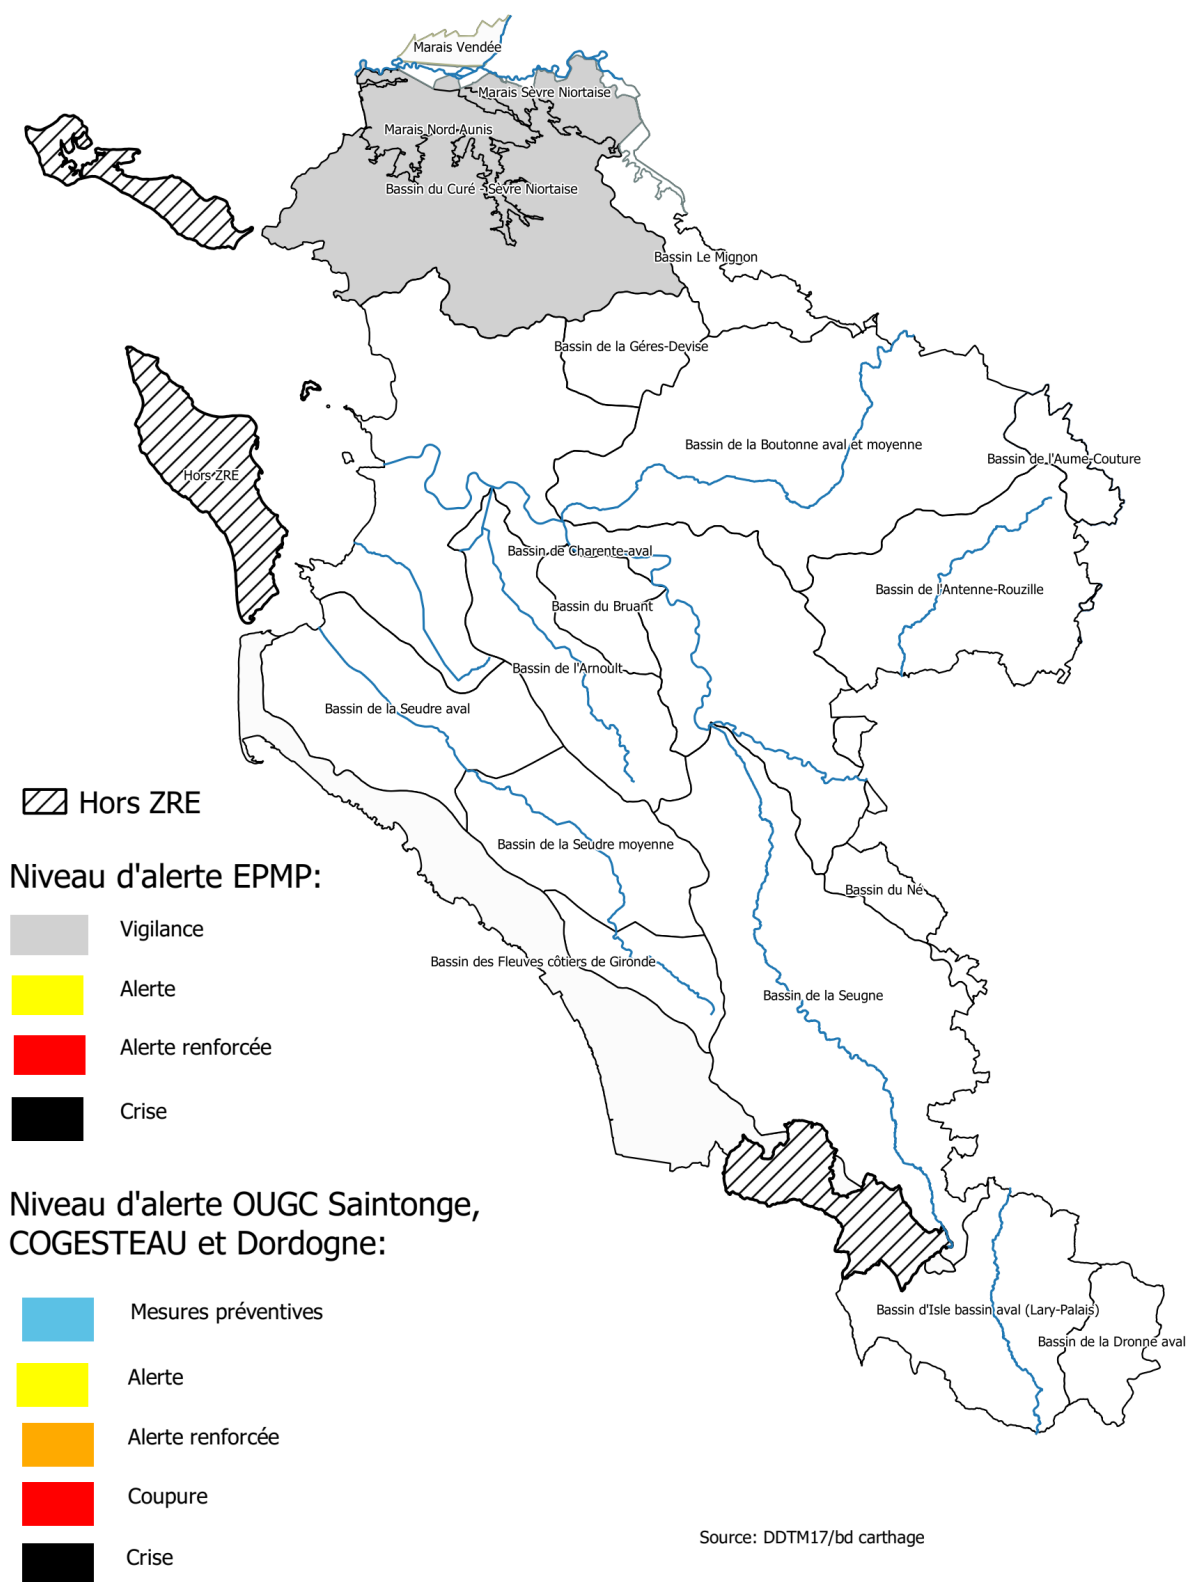 Marais Vendée
Marais Sèvre Niortaise
Marais Nord Aunis
Bassin du Curé - Sèvre Niortaise
Bassin Le Mignon
Bassin de la Géres-Devise
Bassin de la Boutonne aval et moyenne
Bassin de l'Aume-Couture
Hors ZRE
Bassin de Charente-aval
Bassin de l'Antenne-Rouzille
Bassin du Bruant
Bassin de l'Arnoult
Bassin de la Seudre aval
Hors ZRE
Bassin de la Seudre moyenne
Niveau d'alerte EPMP:
Bassin du Né
Vigilance
Bassin des Fleuves côtiers de Gironde
Alerte
Bassin de la Seugne
Alerte renforcée
Crise
Niveau d'alerte OUGC Saintonge,
COGESTEAU et Dordogne:
Mesures préventives
Bassin d'Isle bassin aval (Lary-Palais)
Bassin de la Dronne aval
Alerte
Alerte renforcée
Coupure
Source: DDTM17/bd carthage
Crise